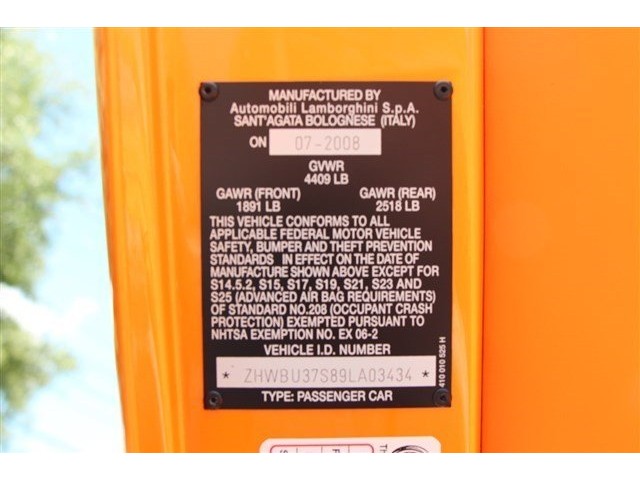 MANUFACTURED BY
Automobili Lamborghini S.p.A.
SANT'AGATA BOLOGNESE (ITALY)
ON 07-2008
GVWR
4409 LB
GAWR (FRONT) GAWR (REAR)
1891 LB 2518 LB
THIS VEHICLE CONFORMS TO ALL
APPLICABLE FEDERAL MOTOR VEHICLE
SAFETY, BUMPER AND THEFT PREVENTION
STANDARDS IN EFFECT ON THE DATE OF
MANUFACTURE SHOWN ABOVE EXCEPT FOR
S14.5.2, S15, S17, S19, S21, S23 AND
S25 (ADVANCED AIR BAG REQUIREMENTS)
OF STANDARD NO.208 (OCCUPANT CRASH
PROTECTION) EXEMPTED PURSUANT TO
NHTSA EXEMPTION NO. EX 06-2
VEHICLE I.D. NUMBER
* ZHWBU37S89LA03434 *
TYPE: PASSENGER CAR
410 010 525 H